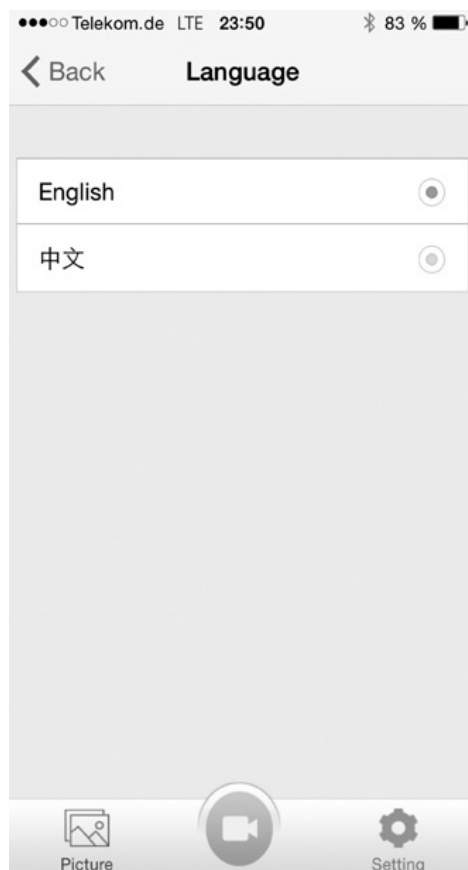 Telekom.de LTE 23:50 83 %
Back Language
English
中文
Picture Setting